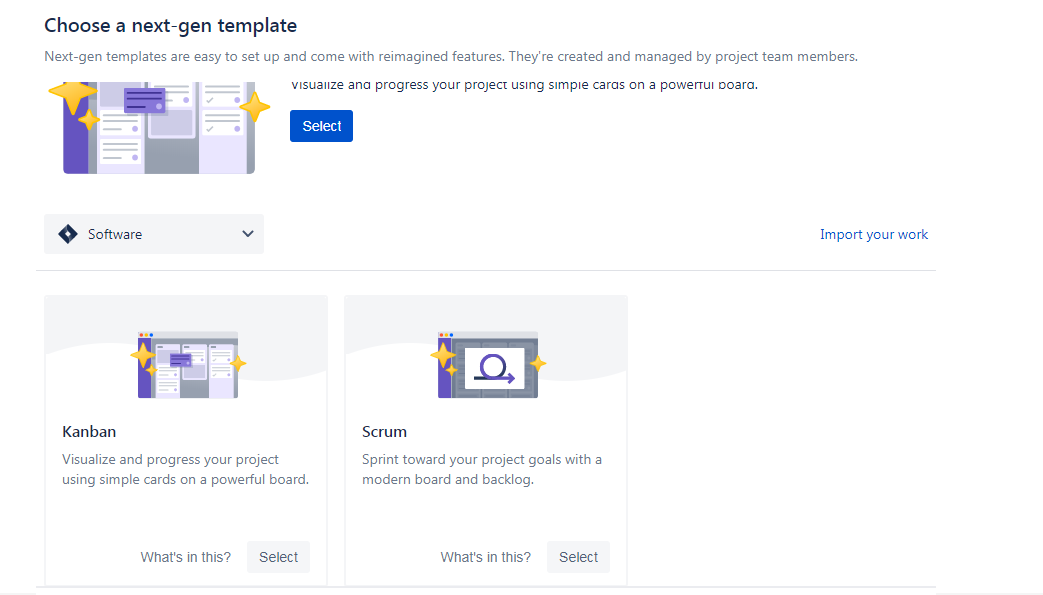 Choose a next-gen template
Next-gen templates are easy to set up and come with reimagined features. They're created and managed by project team members.
Visualize and progress your project using simple cards on a powerful board.
Select
Software
Import your work
Kanban
Visualize and progress your project
using simple cards on a powerful board.
What's in this?
Select
Scrum
Sprint toward your project goals with a
modern board and backlog.
What's in this?
Select